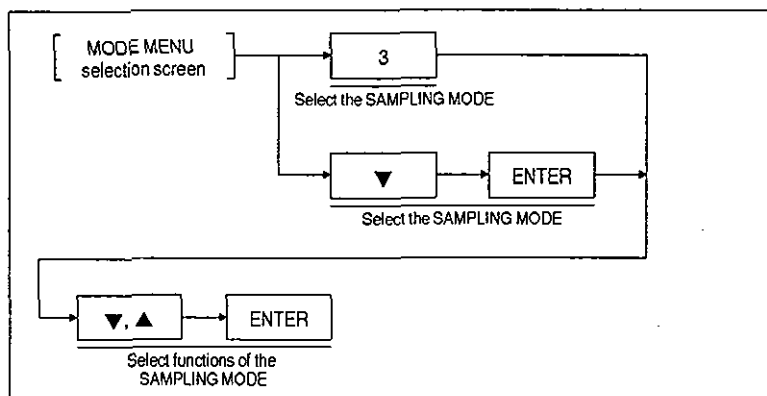 MODE MENU
selection screen
3
Select the SAMPLING MODE
▼
ENTER
Select the SAMPLING MODE
▼, ▲
ENTER
Select functions of the
SAMPLING MODE